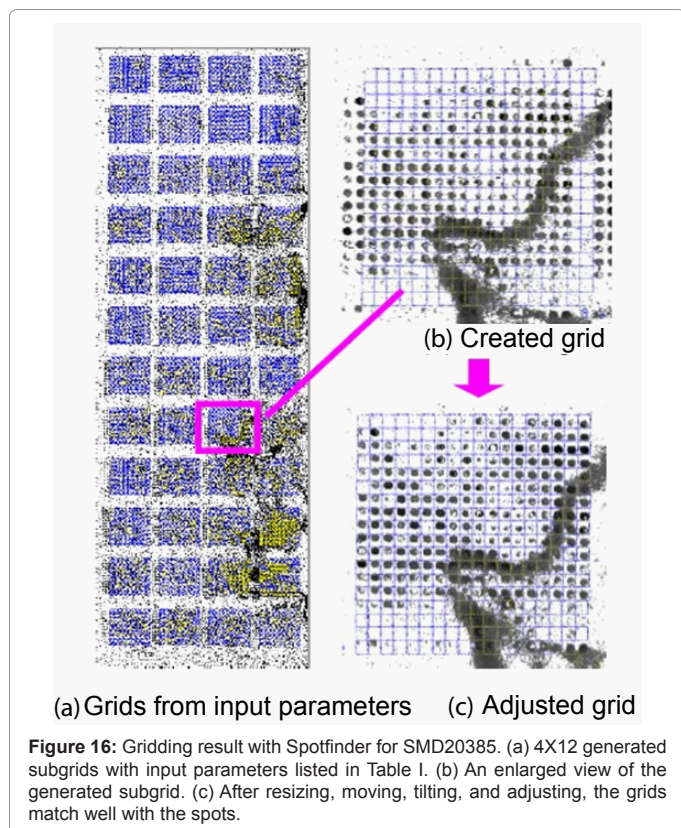 (b) Created grid
(a) Grids from input parameters
(c) Adjusted grid
Figure 16: Gridding result with Spotfinder for SMD20385. (a) 4X12 generated
subgrids with input parameters listed in Table I. (b) An enlarged view of the
generated subgrid. (c) After resizing, moving, tilting, and adjusting, the grids
match well with the spots.